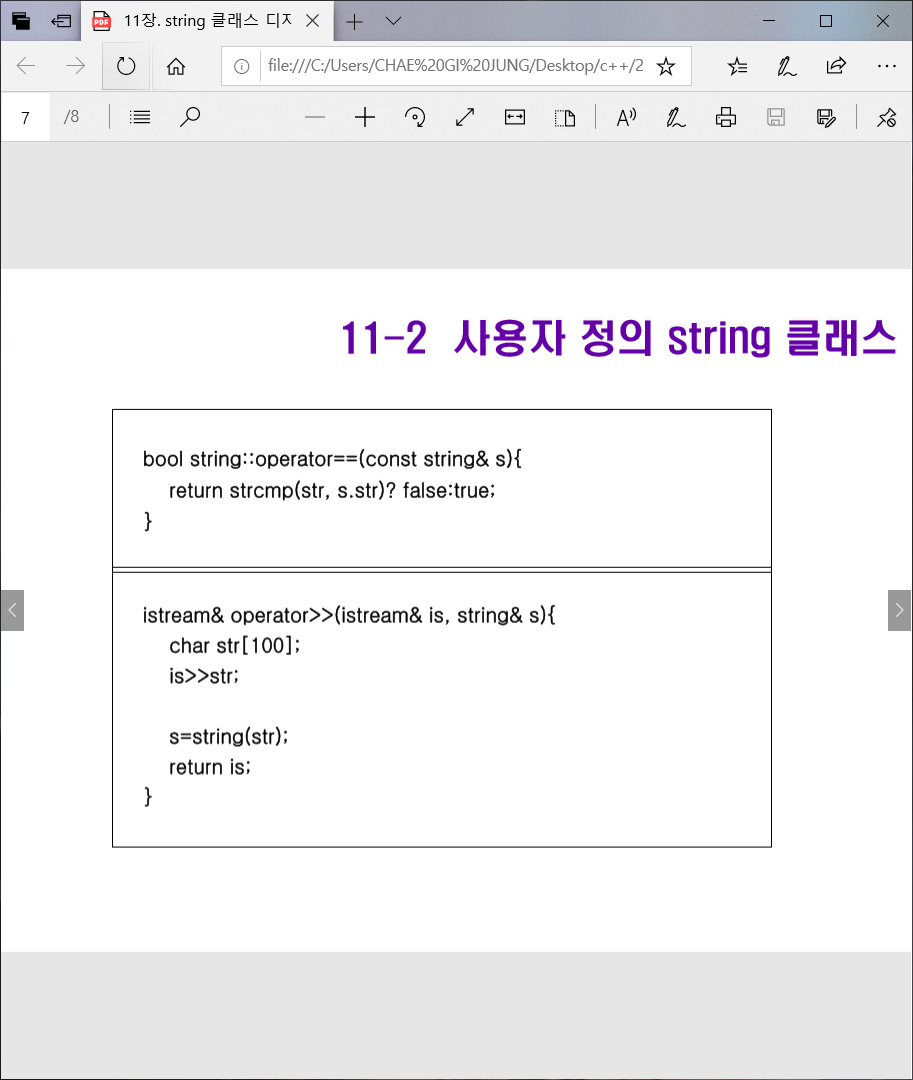 PDF
11장. string 클래스 디ㅈ
file:///C:/Users/CHAE%20GI%20JUNG/Desktop/c++/2
7 /8
11-2 사용자 정의 string 클래스
bool string::operator==(const string& s){
return strcmp(str, s.str)? false:true;
}
istream& operator>>(istream& is, string& s){
char str[100];
is>>str;
s=string(str);
return is;
}